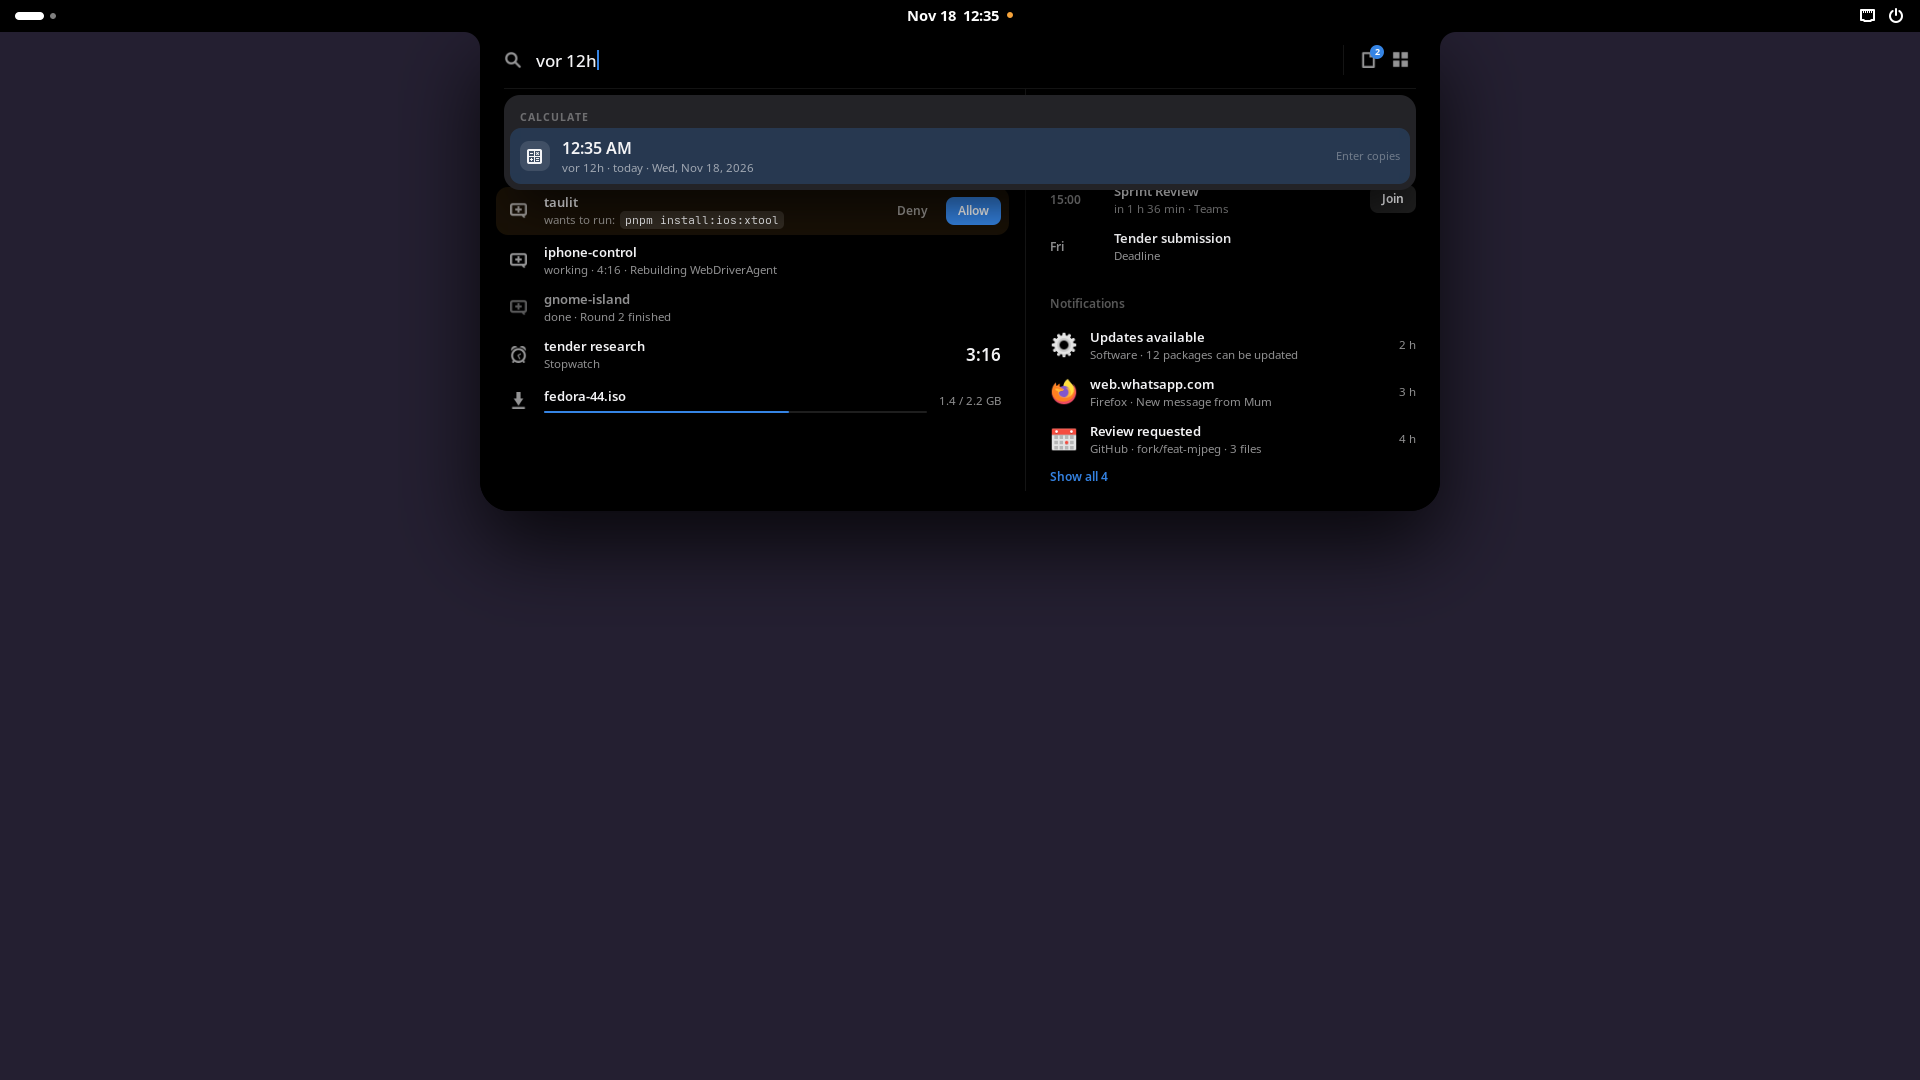 Nov 18 12:35
vor 12h
2
CALCULATE
12:35 AM
vor 12h · today · Wed, Nov 18, 2026
Enter copies
taulit
wants to run: pnpm install:ios:xtool
Deny
Allow
iphone-control
working · 4:16 · Rebuilding WebDriverAgent
gnome-island
done · Round 2 finished
tender research
Stopwatch
3:16
fedora-44.iso
1.4 / 2.2 GB
15:00
Sprint Review
in 1 h 36 min · Teams
Join
Fri
Tender submission
Deadline
Notifications
Updates available
Software · 12 packages can be updated
2 h
web.whatsapp.com
Firefox · New message from Mum
3 h
Review requested
GitHub · fork/feat-mjpeg · 3 files
4 h
Show all 4